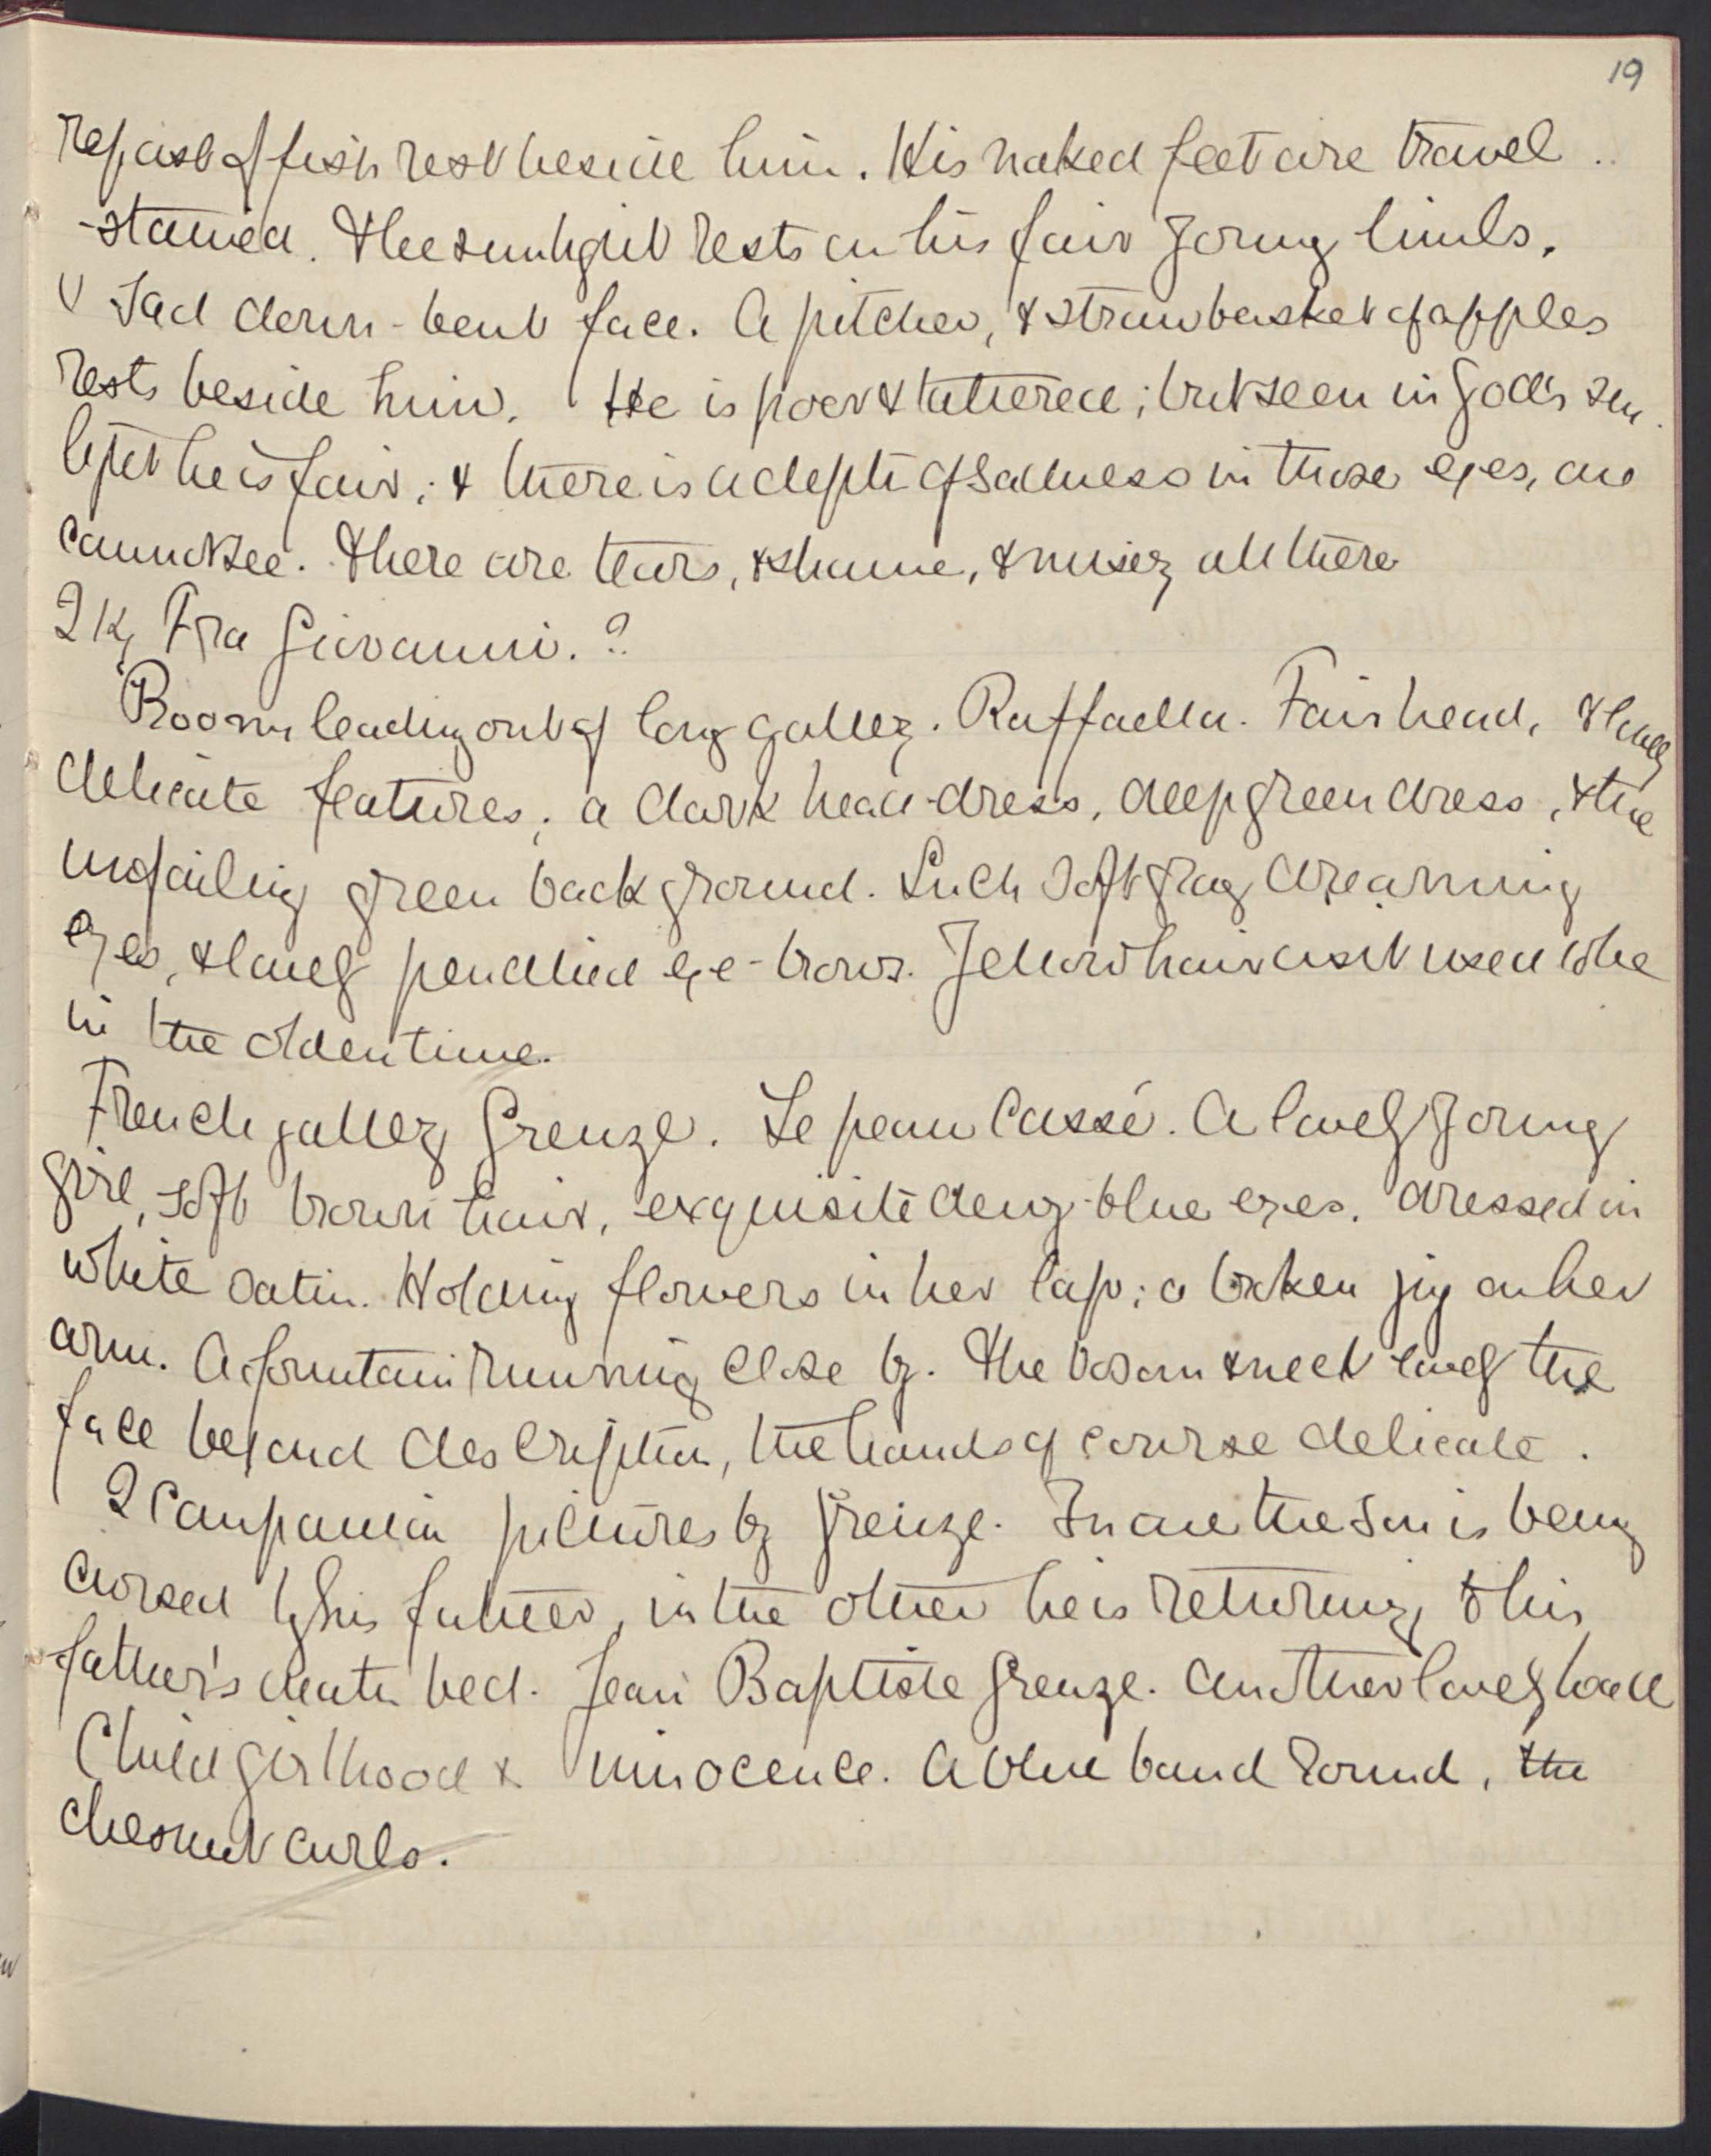 19
repast of fish rest beside him. His naked feet are travel
-stained. The sunlight rests on his fair young limbs,
& sad down-bent face. A pitcher, & straw basket of apples
rests beside him. He is poor & tattered; but seen in God's sun
light he is fair; & there is a depth of sadness in those eyes, one
cannot see. There are tears, & shame, & misery all there
2 by Fra Giovanni.?
Room leading out of long gallery. Raffaella. Fair head, & lovely
delicate features; a dark head-dress, deep green dress, & the
unfailing green background. Such soft gray dreaming
eyes, & lovely pencilled eye-brows. Yellow hair as it used to be
in the olden time.
French gallery Greuze. Le peau Cassé. A lovely young
girl, soft brown hair, exquisite dewy-blue eyes. dressed in
white satin. Holding flowers in her lap; a broken jug on her
arm. A fountain running close by. The bosom & neck lovely the
face beyond description, the hands of course delicate.
2 Companion pictures by Greuze. In one the son is being
cursed by his father, in the other he is returning to his
father's death bed. Jean Baptiste Greuze. Another lovely head
Child girlhood & innocence. A blue band round, the
chesnut curls.